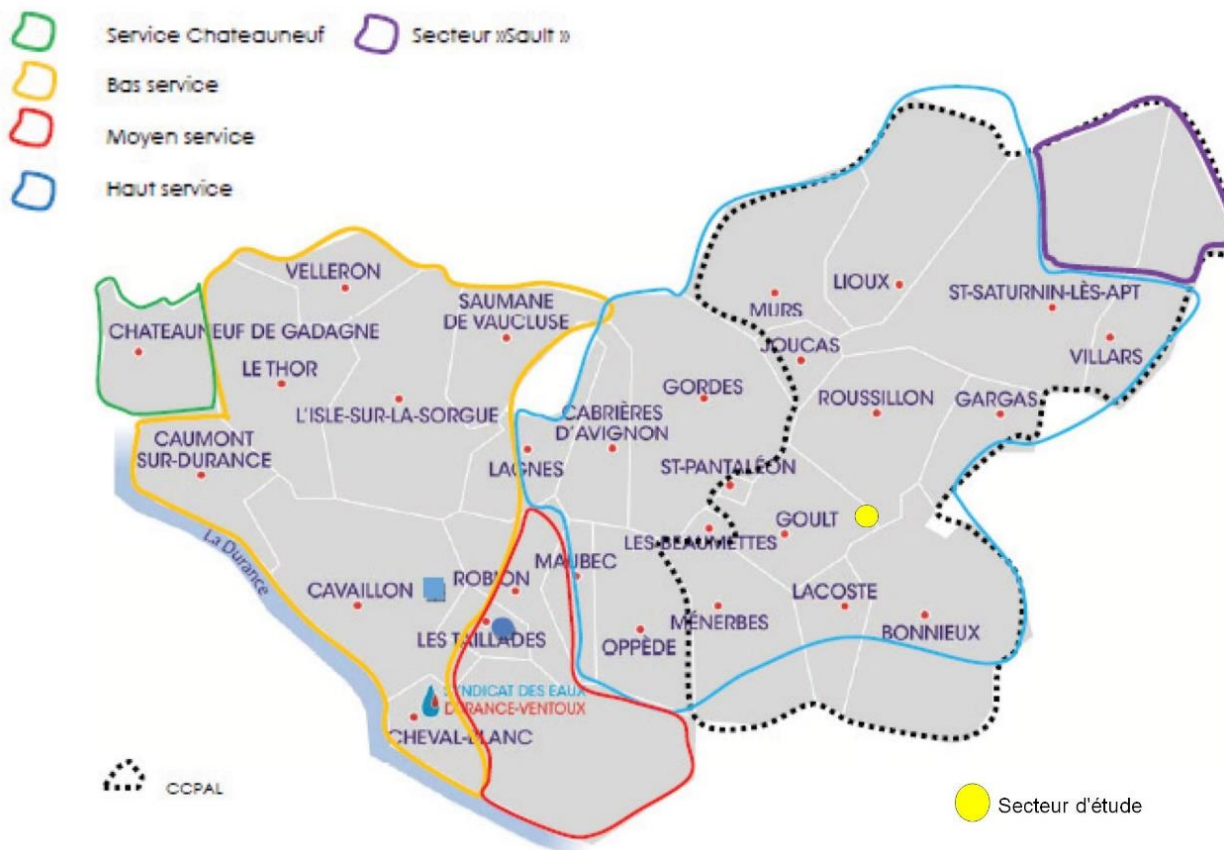 Service Chateauneuf
Secteur »Sault »
Bas service
Moyen service
Haut service
VELLERON
SAUMANE
DE VAUCLUSE
CHATEAUNEUF DE GADAGNE
LE THOR
L'ISLE-SUR-LA-SORGUE
CAUMONT
SUR-DURANCE
LAGNES
CABRIÈRES
D'AVIGNON
GORDES
MURS
LIOUX
JOUCAS
ST-SATURNIN-LÈS-APT
VILLARS
ROUSSILLON
GARGAS
ST-PANTALÉON
GOULT
LES BEAUMETTES
La Durance
CAVAILLON
ROBION
MAUBEC
LES TAILLADES
OPPÈDE
MÉNERBES
LACOSTE
BONNIEUX
SYNDICAT DES EAUX
DURANCE-VENTOUX
CHEVAL-BLANC
CCPAL
Secteur d'étude